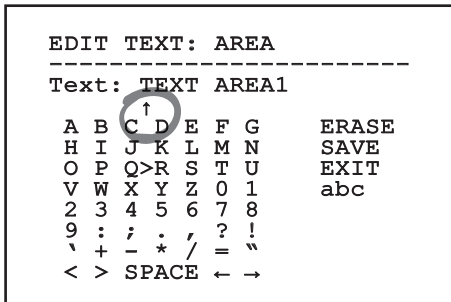 EDIT TEXT: AREA
-------------------------
Text: TEXT AREA1
↑
A B C D E F G ERASE
H I J K L M N SAVE
O P Q>R S T U EXIT
V W X Y Z 0 1 abc
2 3 4 5 6 7 8
9 : ; . , ? !
‵ + - * / = ‶
< > SPACE ← →